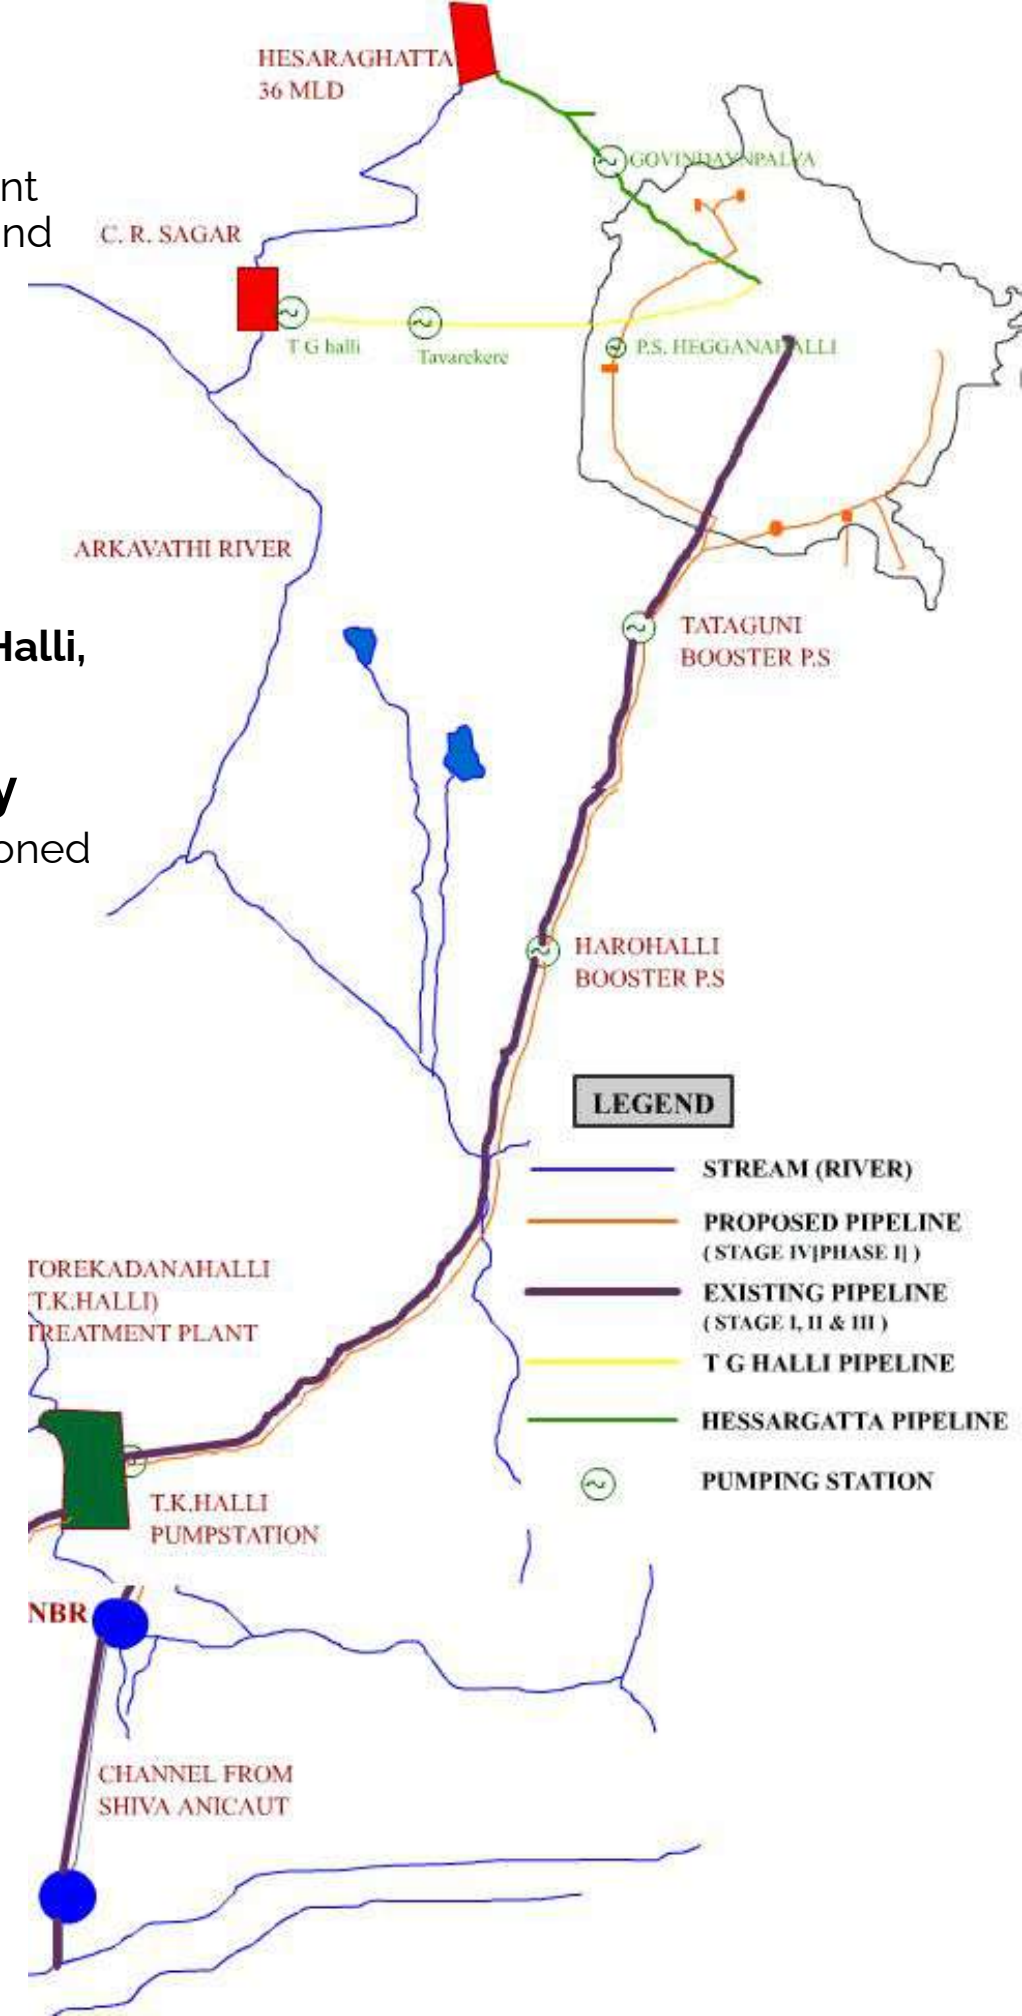 HESARAGHATTA
36 MLD
GOVINDAYNPALYA
nt
nd
C. R. SAGAR
T G halli
Tavarekere
P.S. HEGGANAHALLI
ARKAVATHI RIVER
TATAGUNI
BOOSTER P.S
Halli,
y
oned
HAROHALLI
BOOSTER P.S
LEGEND
STREAM (RIVER)
PROPOSED PIPELINE
( STAGE IV[PHASE I] )
EXISTING PIPELINE
( STAGE I, II & III )
T G HALLI PIPELINE
HESSARGATTA PIPELINE
PUMPING STATION
TOREKADANAHALLI
(T.K.HALLI)
TREATMENT PLANT
T.K.HALLI
PUMPSTATION
NBR
CHANNEL FROM
SHIVA ANICAUT